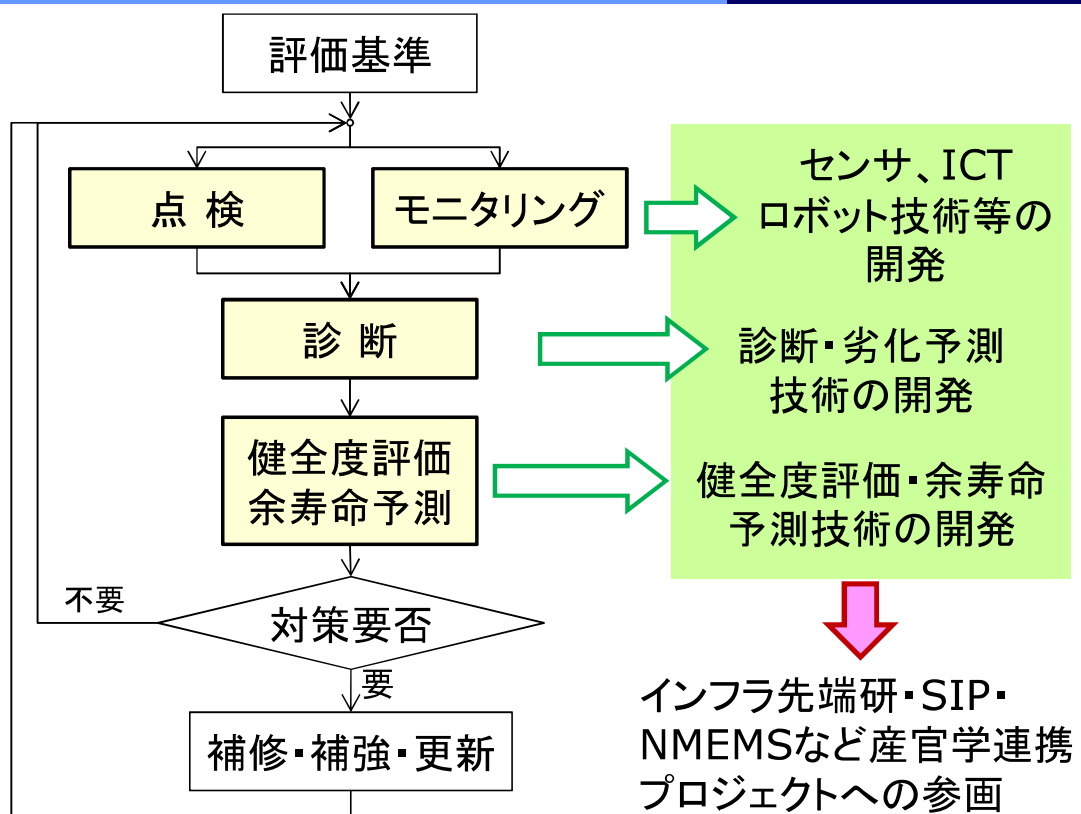 評価基準
点 検
モニタリング
センサ、ICT
ロボット技術等の
開発
診 断
診断・劣化予測
技術の開発
健全度評価
余寿命予測
健全度評価・余寿命
予測技術の開発
不要
対策要否
要
補修・補強・更新
インフラ先端研・SIP・
NMEMSなど産官学連携
プロジェクトへの参画